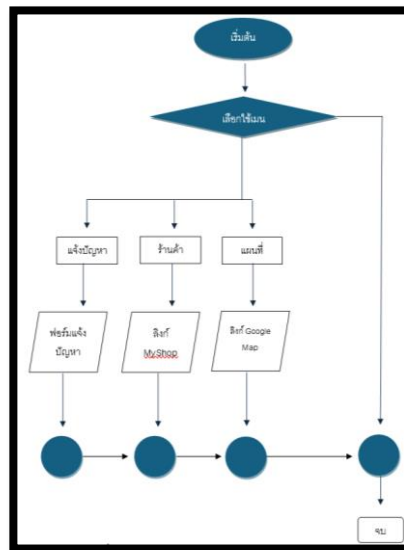 เริ่มต้น
เลือกใช้เมน
แจ้งปัญหา
ร้านค้า
แผนที่
ฟอร์มแจ้ง
ปัญหา
ลิงก์
MyShop
ลิงก์ Google
Map
จบ